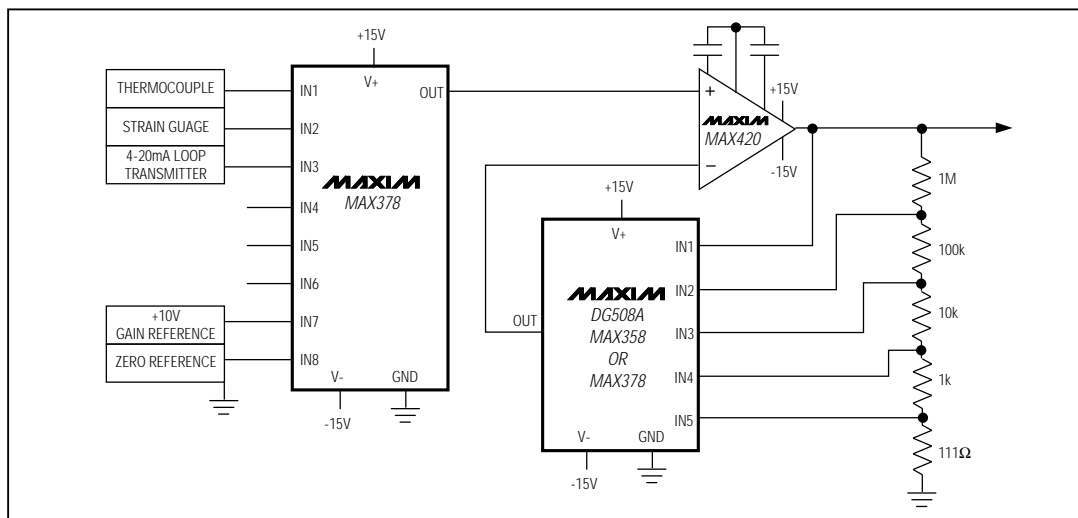 THERMOCOUPLE
STRAIN GUAGE
4-20mA LOOP
TRANSMITTER
+10V
GAIN REFERENCE
ZERO REFERENCE
+15V
V+
OUT
IN1
IN2
IN3
IN4
IN5
IN6
IN7
IN8
MAXIM
MAX378
V-
GND
-15V
+
-
MAXIM
MAX420
+15V
-15V
+15V
V+
IN1
IN2
IN3
IN4
IN5
MAXIM
DG508A
MAX358
OR
MAX378
OUT
V-
GND
-15V
1M
100k
10k
1k
111Ω